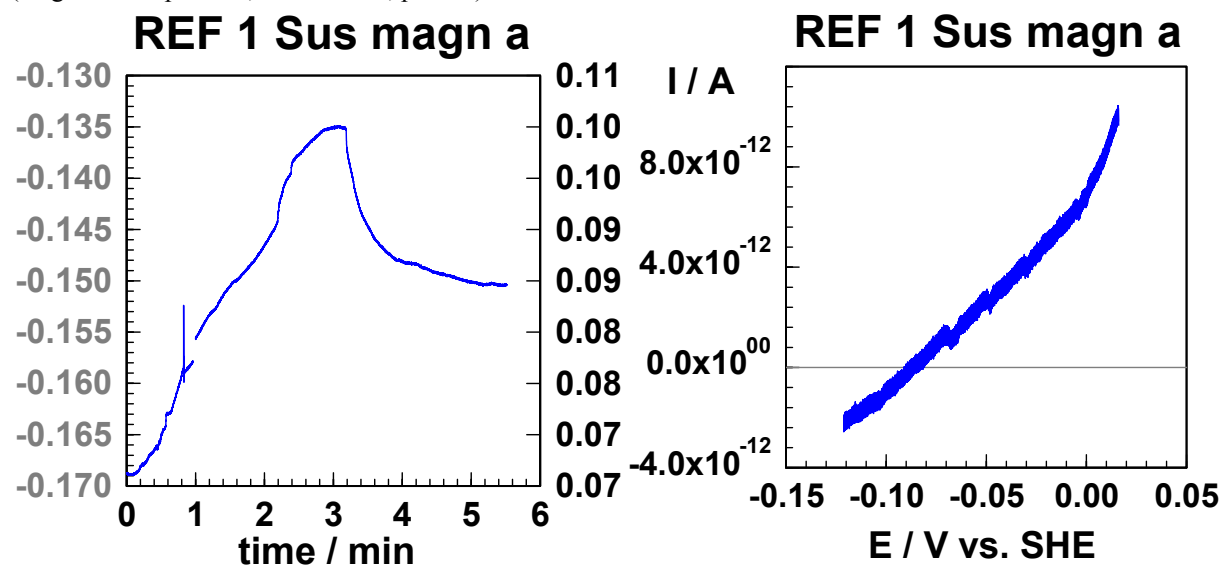 REF 1 Sus magn a
-0.130
-0.135
-0.140
-0.145
-0.150
-0.155
-0.160
-0.165
-0.170
0.11
0.10
0.10
0.09
0.09
0.08
0.08
0.07
0.07
0 1 2 3 4 5 6
time / min
REF 1 Sus magn a
I / A
8.0x10⁻¹²
4.0x10⁻¹²
0.0x10⁰⁰
-4.0x10⁻¹²
-0.15 -0.10 -0.05 0.00 0.05
E / V vs. SHE